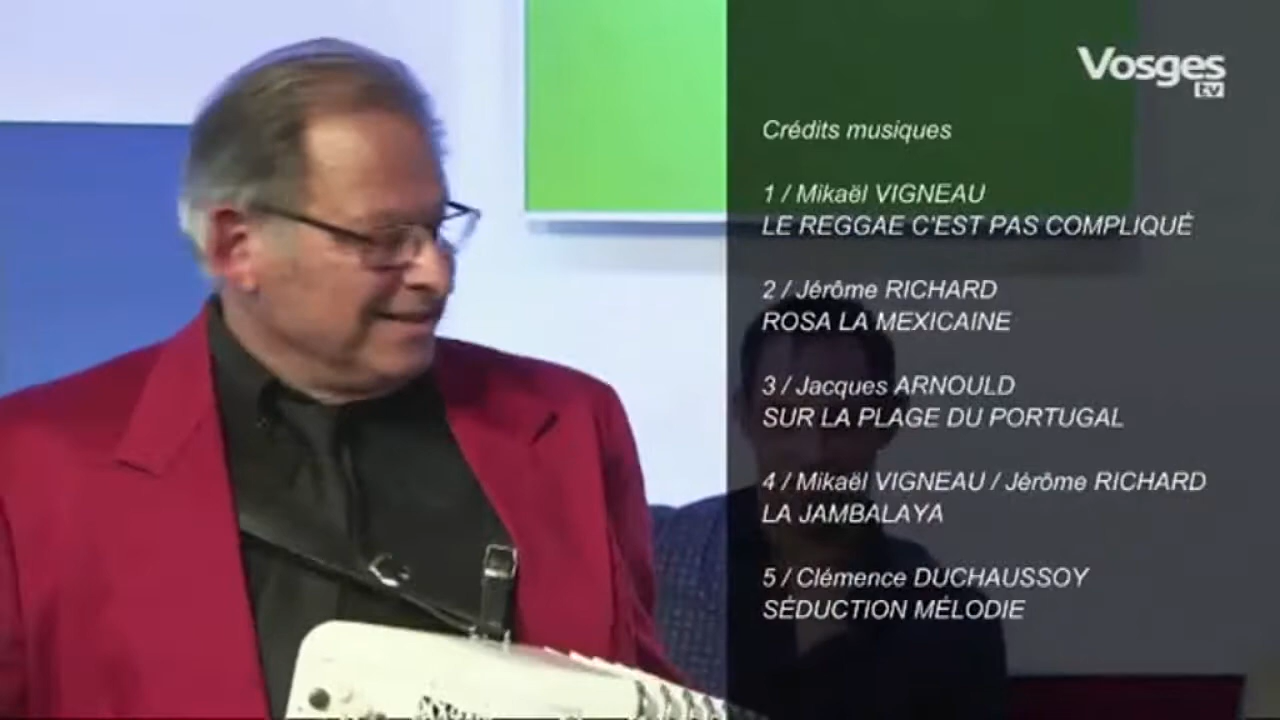 Vosges
tv
Crédits musiques
1 / Mikaël VIGNEAU
LE REGGAE C'EST PAS COMPLIQUÉ
2 / Jérôme RICHARD
ROSA LA MEXICAINE
3 / Jacques ARNOULD
SUR LA PLAGE DU PORTUGAL
4 / Mikaël VIGNEAU / Jérôme RICHARD
LA JAMBALAYA
5 / Clémence DUCHAUSSOY
SÉDUCTION MÉLODIE